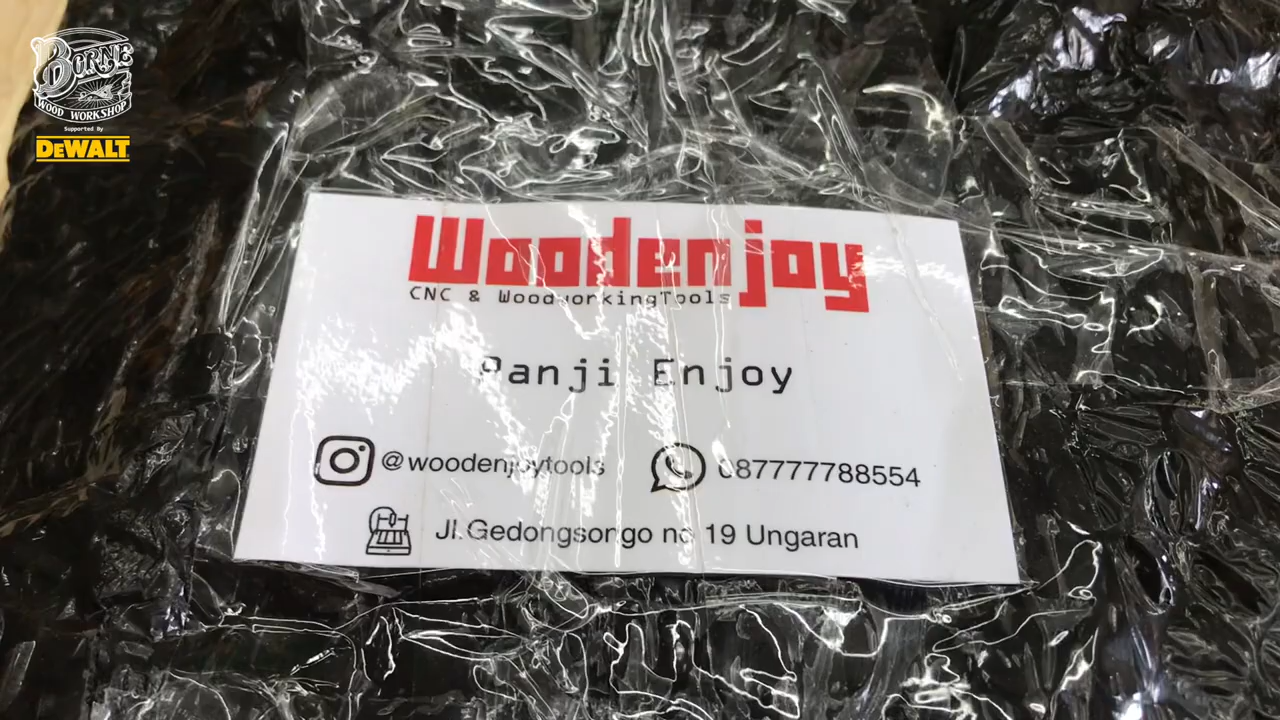 BORNE
WOOD WORKSHOP
Supported By
DEWALT
Woodenjoy
CNC & WoodworkingTools
Panji Enjoy
@woodenjoytools
087777788554
Jl.Gedongsongo no 19 Ungaran